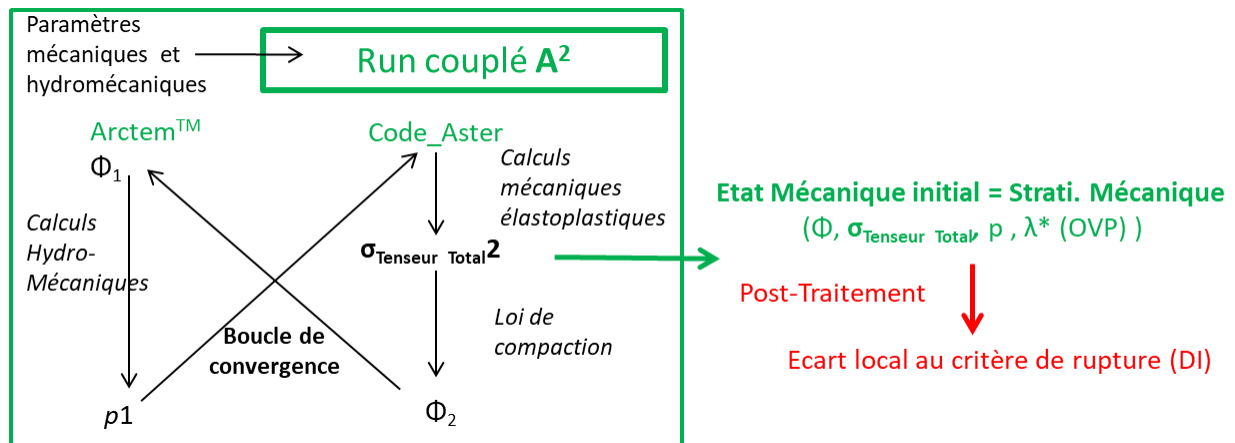 Paramètres
mécaniques et
hydromécaniques
Run couplé A²
Arctem™
Code_Aster
Φ₁
Calculs
mécaniques
élastoplastiques
Calculs
Hydro-
Mécaniques
σTenseur Total2
Boucle de
convergence
Loi de
compaction
p1
Φ₂
Etat Mécanique initial = Strati. Mécanique
(Φ, σTenseur Total, p , λ* (OVP) )
Post-Traitement
Ecart local au critère de rupture (DI)